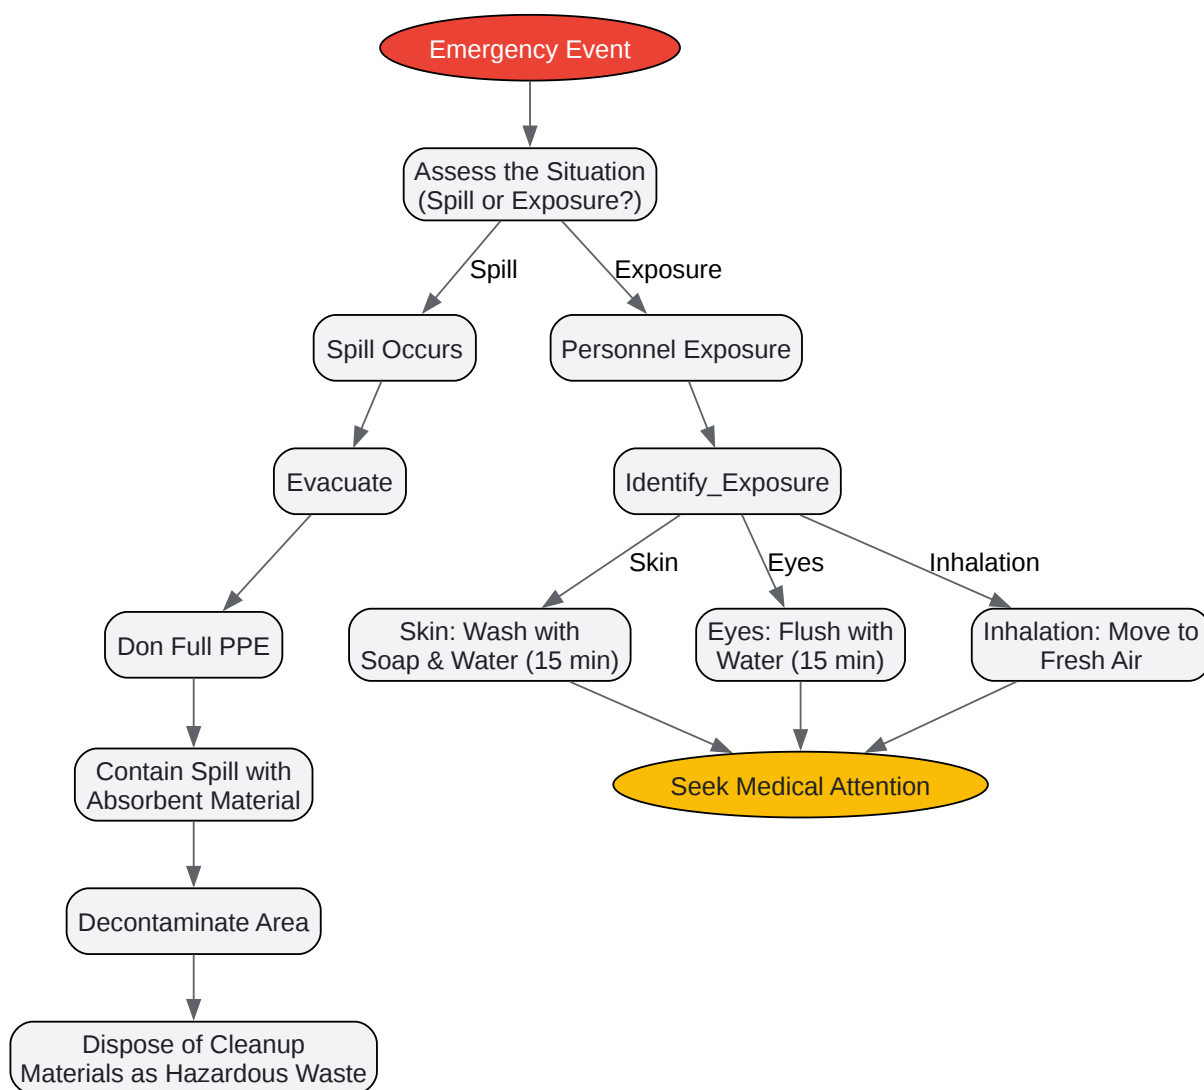 Emergency Event
Assess the Situation
(Spill or Exposure?)
Spill
Exposure
Spill Occurs
Personnel Exposure
Evacuate
Identify_Exposure
Skin
Eyes
Inhalation
Don Full PPE
Skin: Wash with
Soap & Water (15 min)
Eyes: Flush with
Water (15 min)
Inhalation: Move to
Fresh Air
Contain Spill with
Absorbent Material
Seek Medical Attention
Decontaminate Area
Dispose of Cleanup
Materials as Hazardous Waste